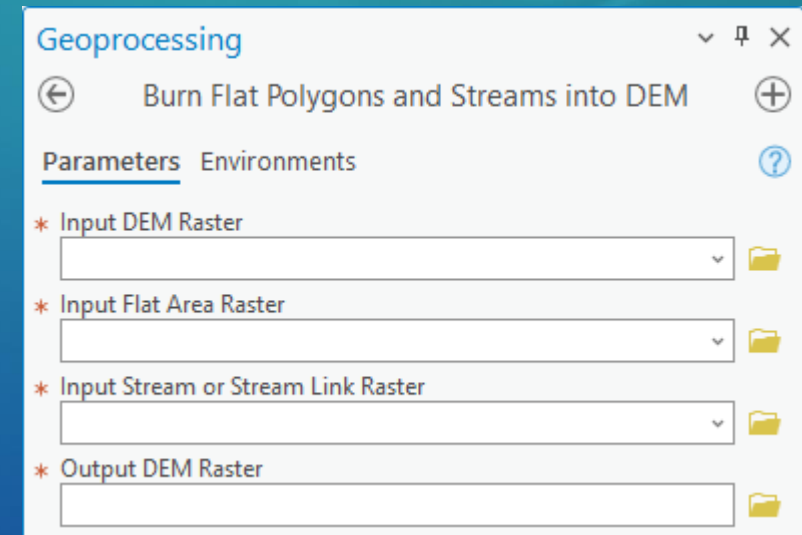 Geoprocessing
Burn Flat Polygons and Streams into DEM
Parameters Environments
* Input DEM Raster
* Input Flat Area Raster
* Input Stream or Stream Link Raster
* Output DEM Raster